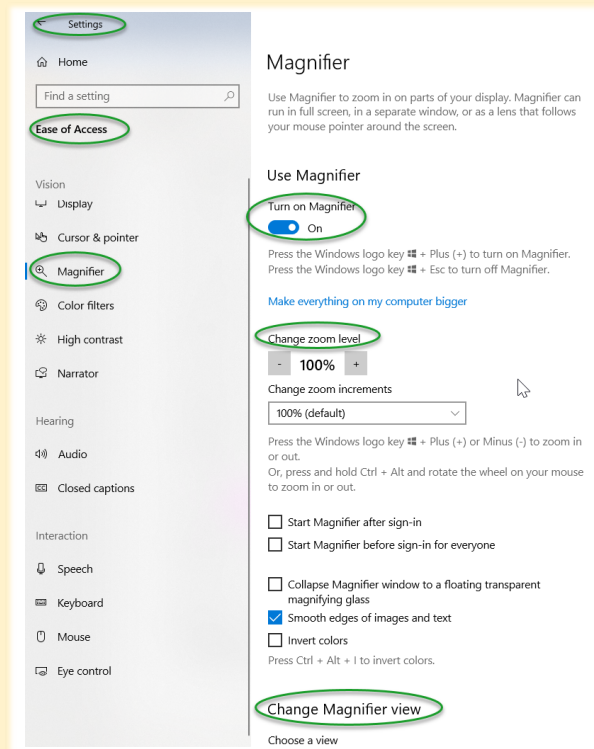 Settings
Home
Find a setting
Ease of Access
Vision
Display
Cursor & pointer
Magnifier
Color filters
High contrast
Narrator
Hearing
Audio
Closed captions
Interaction
Speech
Keyboard
Mouse
Eye control
Magnifier
Use Magnifier to zoom in on parts of your display. Magnifier can
run in full screen, in a separate window, or as a lens that follows
your mouse pointer around the screen.
Use Magnifier
Turn on Magnifier
On
Press the Windows logo key + Plus (+) to turn on Magnifier.
Press the Windows logo key + Esc to turn off Magnifier.
Make everything on my computer bigger
Change zoom level
- 100% +
Change zoom increments
100% (default)
Press the Windows logo key + Plus (+) or Minus (-) to zoom in
or out.
Or, press and hold Ctrl + Alt and rotate the wheel on your mouse
to zoom in or out.
Start Magnifier after sign-in
Start Magnifier before sign-in for everyone
Collapse Magnifier window to a floating transparent
magnifying glass
Smooth edges of images and text
Invert colors
Press Ctrl + Alt + I to invert colors.
Change Magnifier view
Choose a view